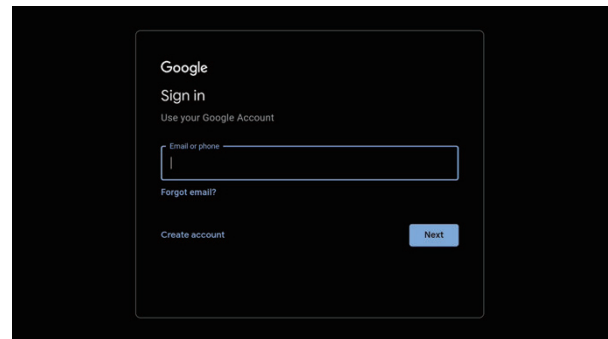 Google
Sign in
Use your Google Account
Email or phone
Forgot email?
Create account
Next